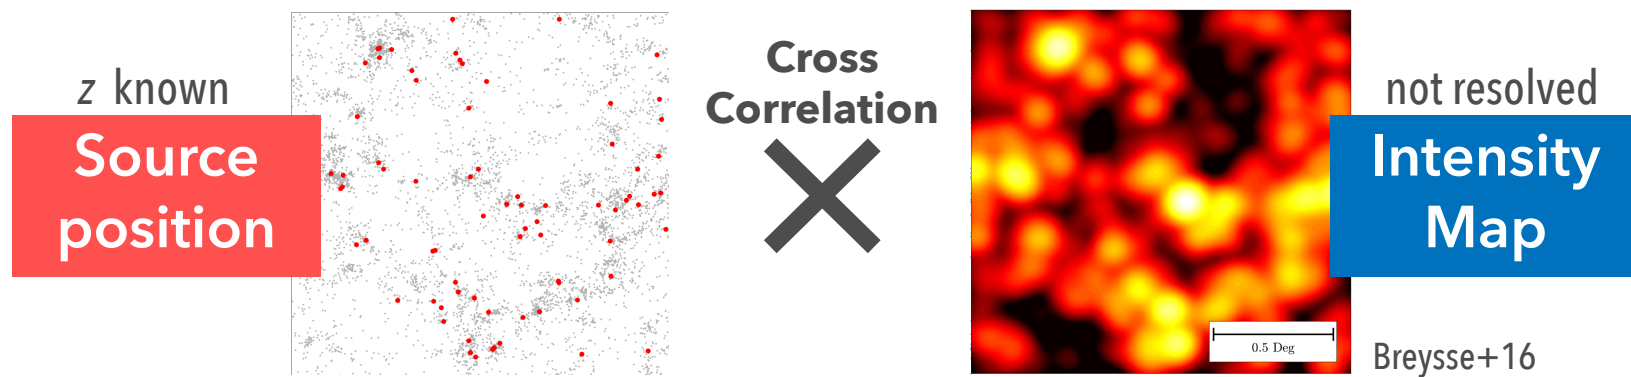 z known
Source
position
Cross
Correlation
not resolved
Intensity
Map
0.5 Deg
Breysse+16